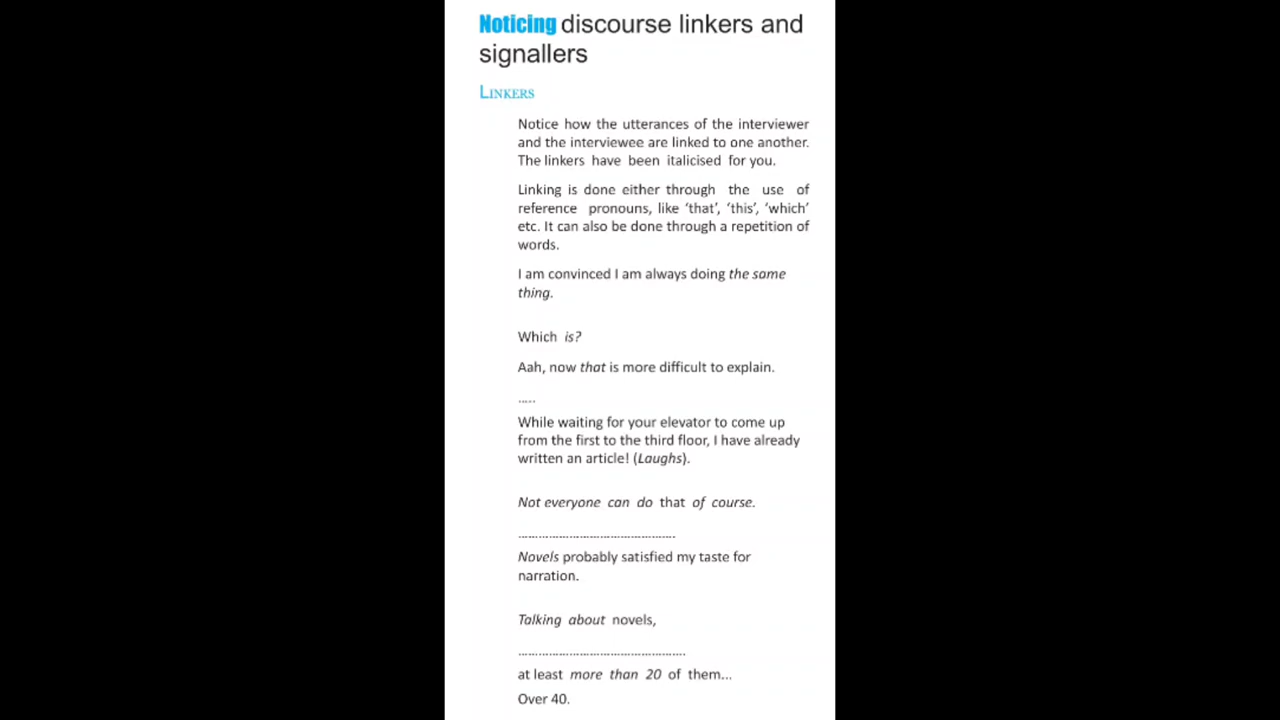 Noticing discourse linkers and
signallers
LINKERS
Notice how the utterances of the interviewer
and the interviewee are linked to one another.
The linkers have been italicised for you.
Linking is done either through the use of
reference pronouns, like ‘that’, ‘this’, ‘which’
etc. It can also be done through a repetition of
words.
I am convinced I am always doing the same
thing.
Which is?
Aah, now that is more difficult to explain.
.....
While waiting for your elevator to come up
from the first to the third floor, I have already
written an article! (Laughs).
Not everyone can do that of course.
..............................................
Novels probably satisfied my taste for
narration.
Talking about novels,
.................................................
at least more than 20 of them...
Over 40.